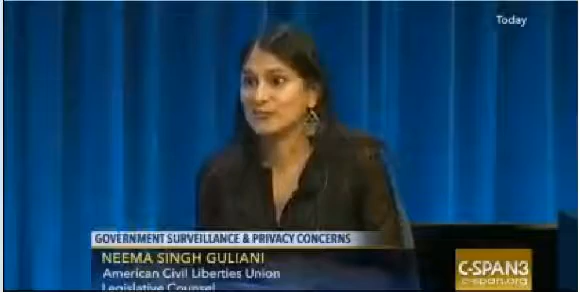 Today
GOVERNMENT SURVEILLANCE & PRIVACY CONCERNS
NEEMA SINGH GULIANI
American Civil Liberties Union
Legislative Counsel
C-SPAN3
c-span.org